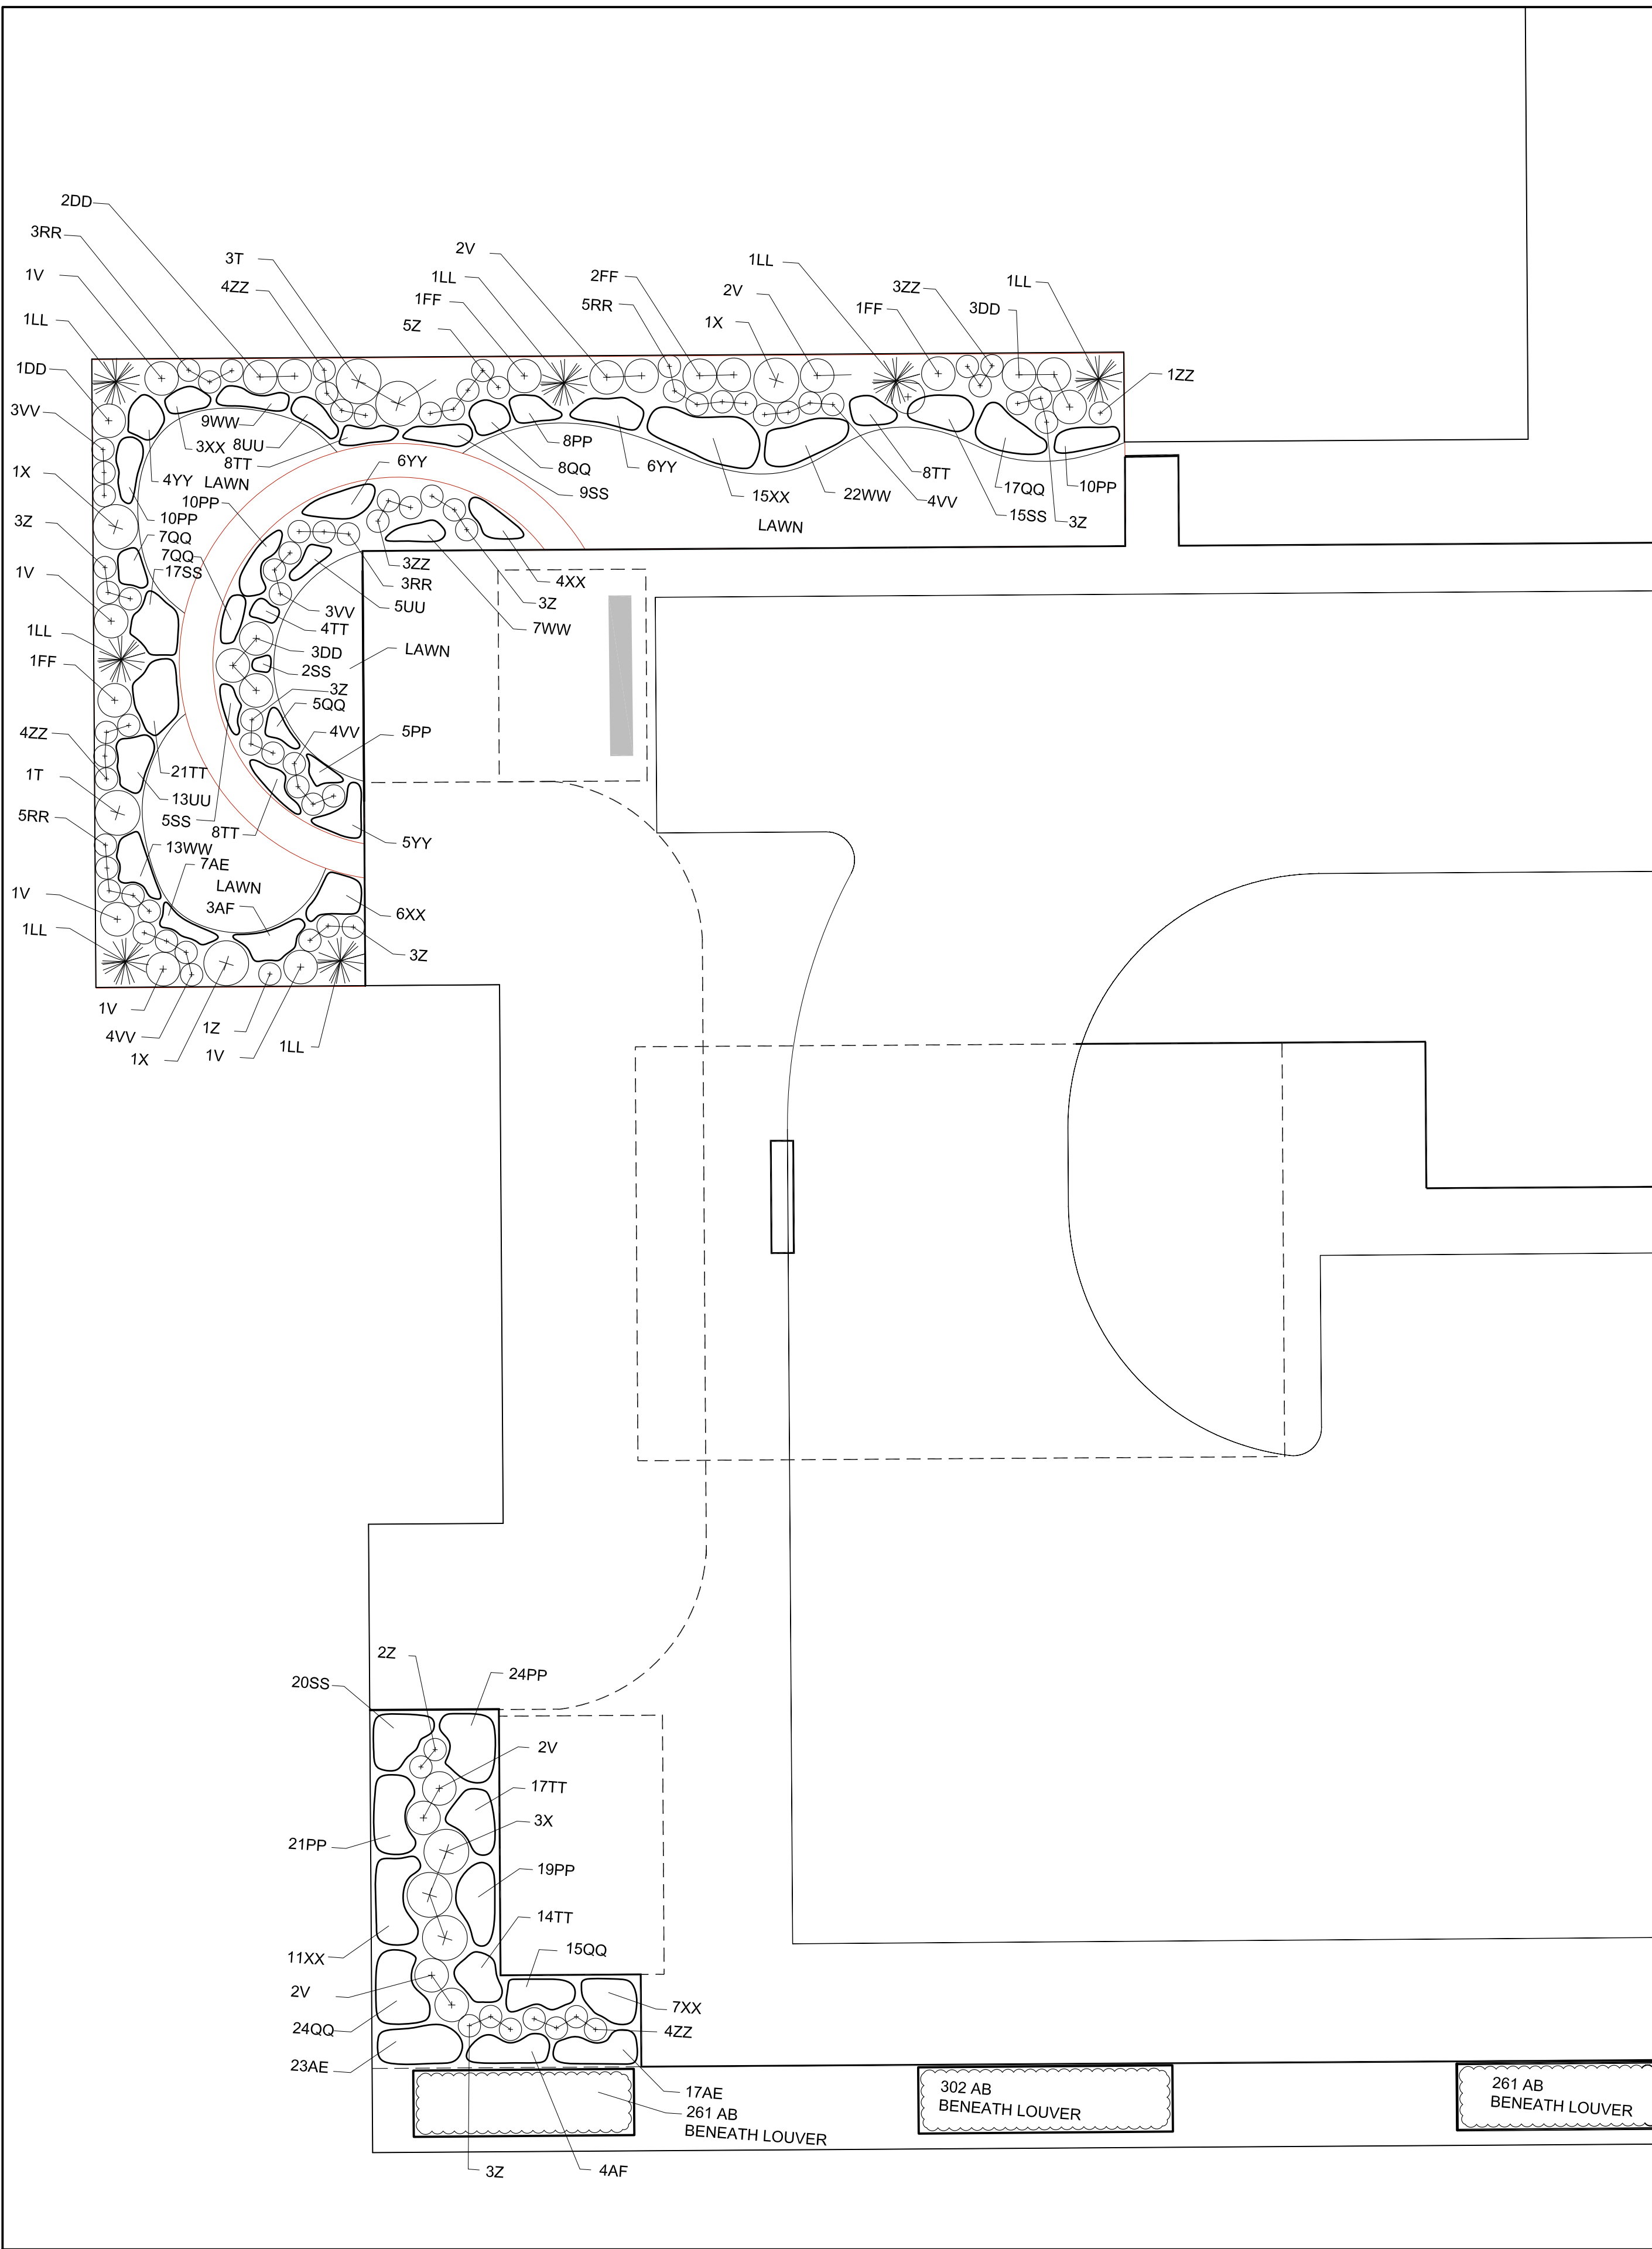 2DD
3RR
3T
2V
1V
4ZZ
1LL
2FF
1LL
3ZZ
1LL
1LL
1FF
5RR
2V
1FF
3DD
5Z
1X
1DD
1ZZ
3VV
9WW
3XX
8UU
8PP
8TT
6YY
8QQ
6YY
8TT
1X
4YY
LAWN
9SS
15XX
22WW
4VV
17QQ
10PP
10PP
10PP
LAWN
15SS
3Z
3Z
7QQ
7QQ
17SS
3ZZ
4XX
1V
3RR
3Z
5UU
3VV
7WW
4TT
1LL
3DD
LAWN
1FF
2SS
3Z
5QQ
4ZZ
4VV
5PP
1T
21TT
13UU
5RR
5SS
8TT
5YY
13WW
7AE
1V
LAWN
3AF
6XX
1LL
3Z
1V
4VV
1Z
1X
1V
1LL
2Z
24PP
20SS
2V
17TT
3X
21PP
19PP
14TT
11XX
15QQ
2V
7XX
24QQ
4ZZ
23AE
17AE
261 AB
BENEATH LOUVER
302 AB
BENEATH LOUVER
261 AB
BENEATH LOUVER
3Z
4AF